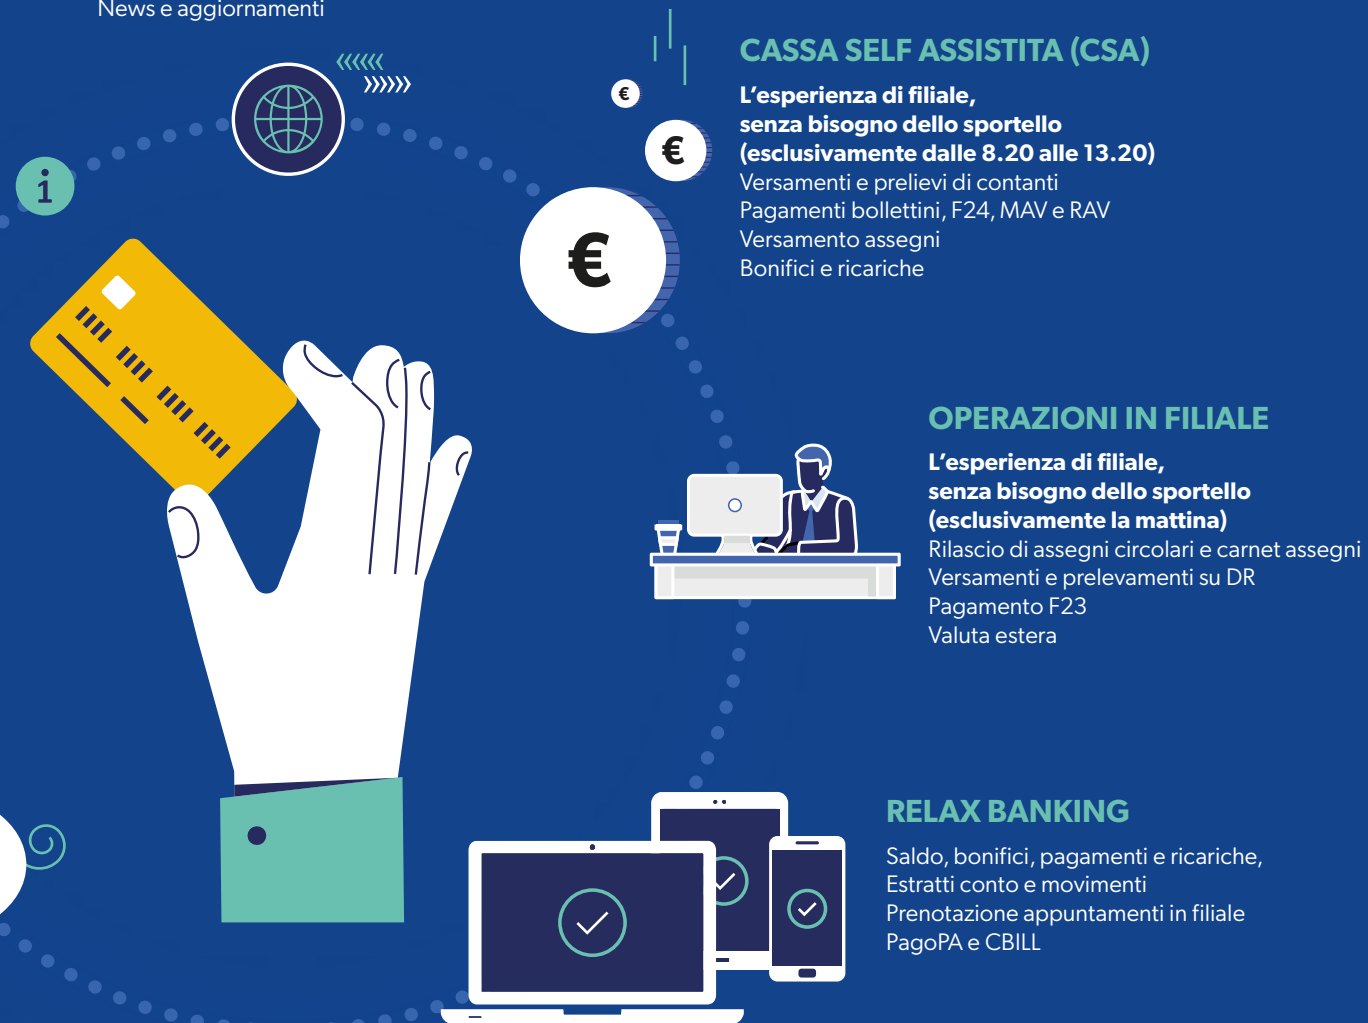 News e aggiornamenti
i
€
€
€
CASSA SELF ASSISTITA (CSA)
L’esperienza di filiale,
senza bisogno dello sportello
(esclusivamente dalle 8.20 alle 13.20)
Versamenti e prelievi di contanti
Pagamenti bollettini, F24, MAV e RAV
Versamento assegni
Bonifici e ricariche
OPERAZIONI IN FILIALE
L’esperienza di filiale,
senza bisogno dello sportello
(esclusivamente la mattina)
Rilascio di assegni circolari e carnet assegni
Versamenti e prelevamenti su DR
Pagamento F23
Valuta estera
RELAX BANKING
Saldo, bonifici, pagamenti e ricariche,
Estratti conto e movimenti
Prenotazione appuntamenti in filiale
PagoPA e CBILL